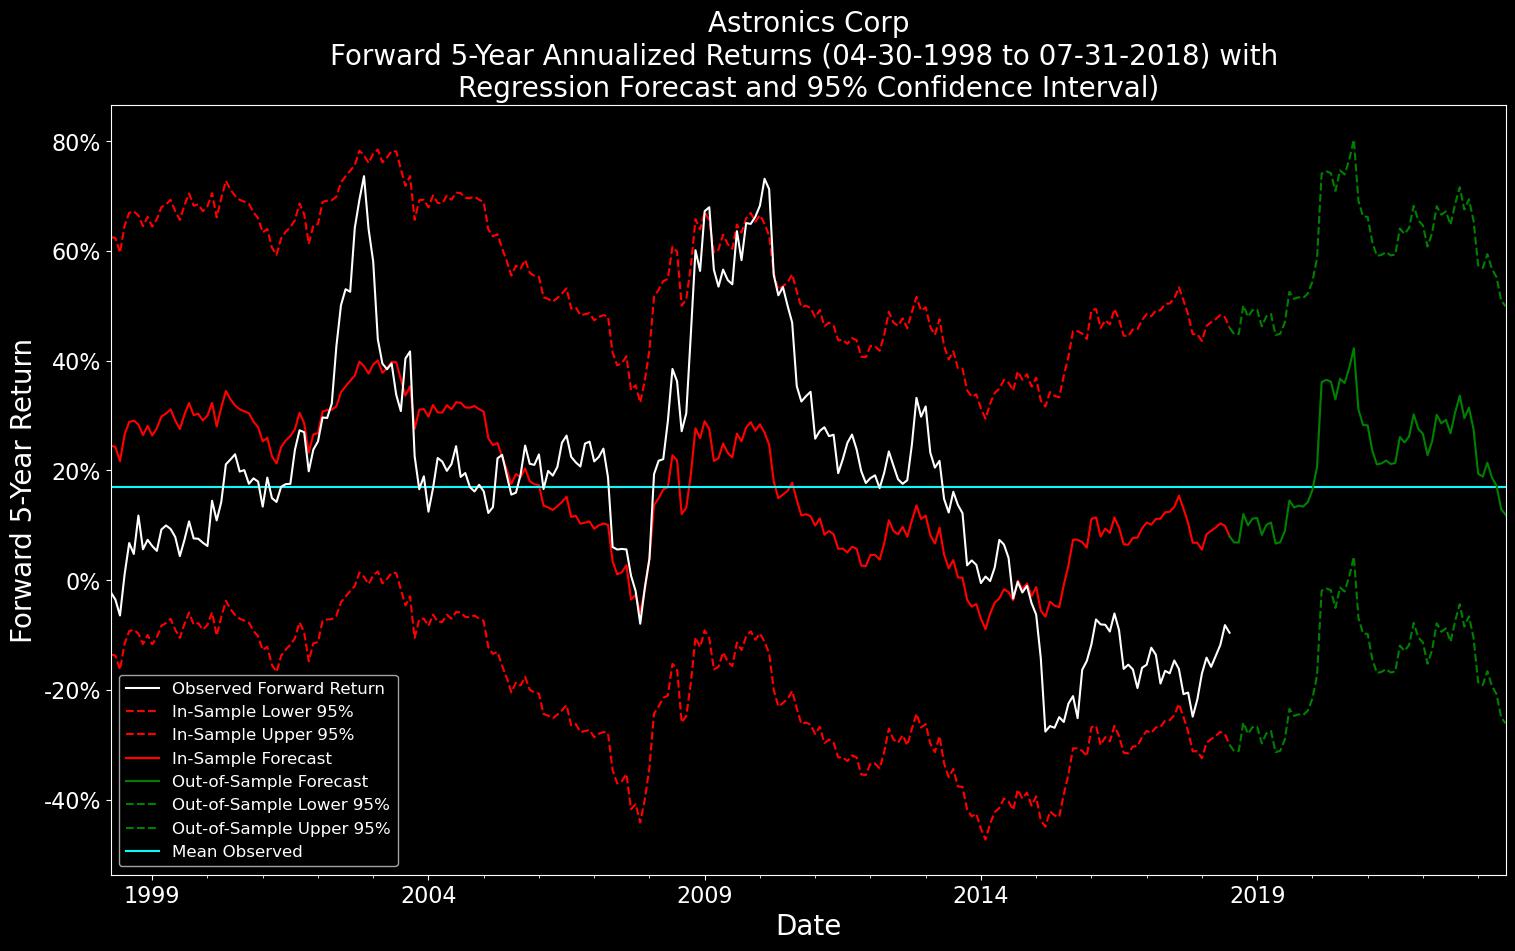 Astronics Corp
Forward 5-Year Annualized Returns (04-30-1998 to 07-31-2018) with
Regression Forecast and 95% Confidence Interval)
Forward 5-Year Return
80%
60%
40%
20%
0%
-20%
-40%
Observed Forward Return
In-Sample Lower 95%
In-Sample Upper 95%
In-Sample Forecast
Out-of-Sample Forecast
Out-of-Sample Lower 95%
Out-of-Sample Upper 95%
Mean Observed
1999 2004 2009 2014 2019
Date